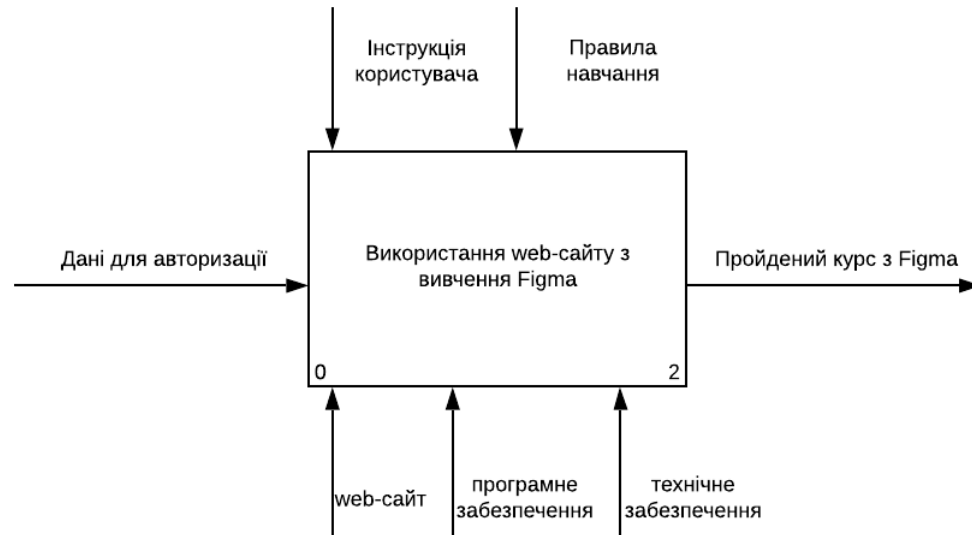 Інструкція
користувача
Правила
навчання
Дані для авторизації
Використання web-сайту з
вивчення Figma
Пройдений курс з Figma
0
2
web-сайт
програмне
забезпечення
технічне
забезпечення